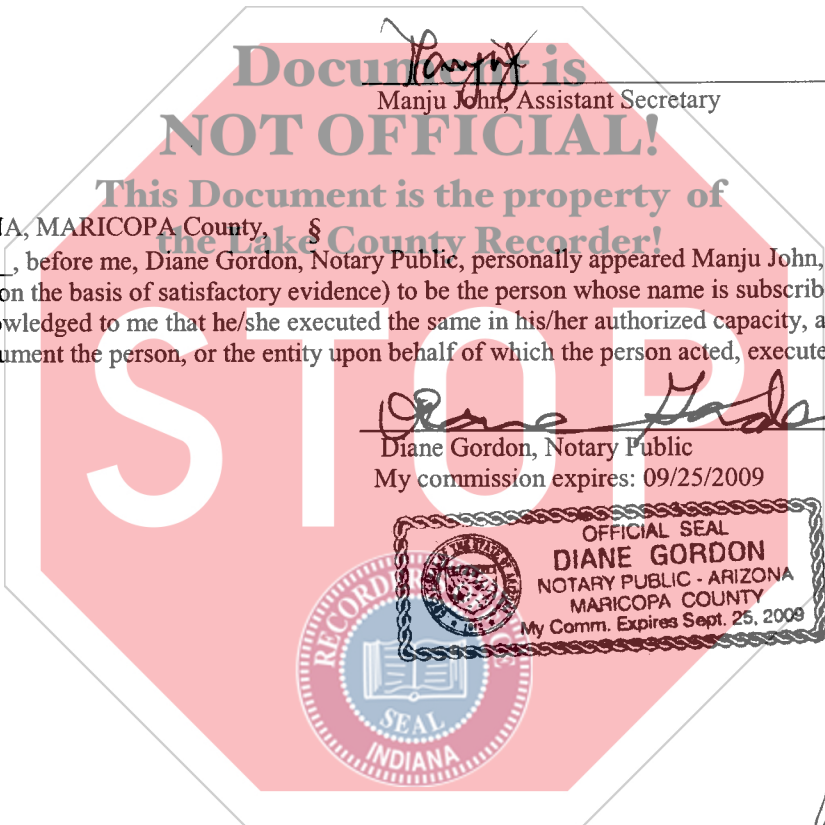 Document is
Manju John, Assistant Secretary
NOT OFFICIAL!
This Document is the property of
NA, MARICOPA County, §
the Lake County Recorder!
, before me, Diane Gordon, Notary Public, personally appeared Manju John,
on the basis of satisfactory evidence) to be the person whose name is subscrib
owledged to me that he/she executed the same in his/her authorized capacity, a
ument the person, or the entity upon behalf of which the person acted, execute
STOP
Diane Gordon
Diane Gordon, Notary Public
My commission expires: 09/25/2009
OFFICIAL SEAL
DIANE GORDON
NOTARY PUBLIC - ARIZONA
MARICOPA COUNTY
My Comm. Expires Sept. 25, 2009
1912
RECORDER
SEAL
INDIANA